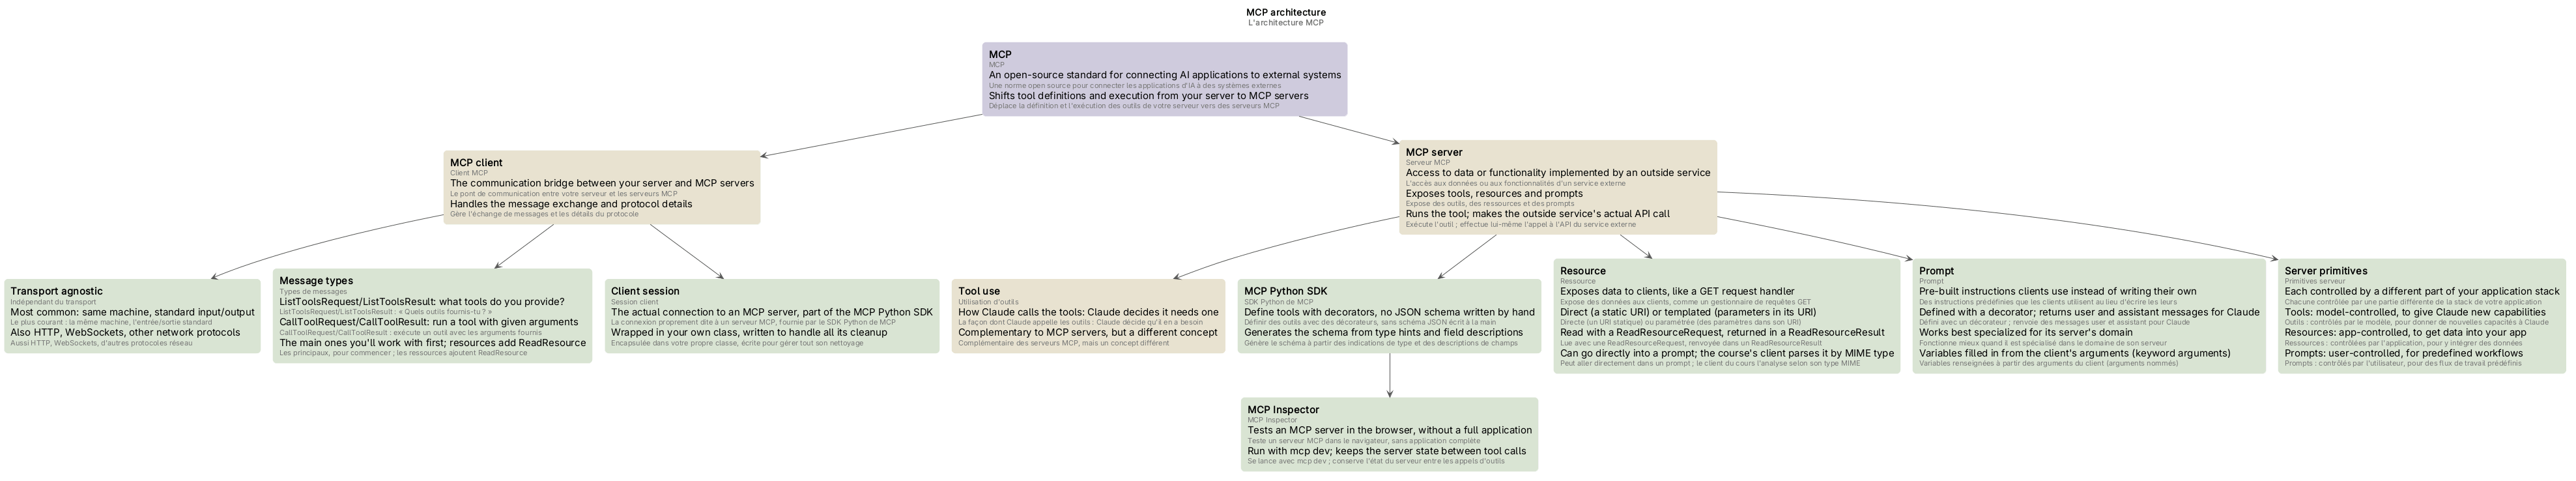 MCP architecture
L'architecture MCP
MCP
MCP
An open-source standard for connecting AI applications to external systems
Une norme open source pour connecter les applications d'IA à des systèmes externes
Shifts tool definitions and execution from your server to MCP servers
Déplace la définition et l'exécution des outils de votre serveur vers des serveurs MCP
MCP client
Client MCP
The communication bridge between your server and MCP servers
Le pont de communication entre votre serveur et les serveurs MCP
Handles the message exchange and protocol details
Gère l'échange de messages et les détails du protocole
MCP server
Serveur MCP
Access to data or functionality implemented by an outside service
L'accès aux données ou aux fonctionnalités d'un service externe
Exposes tools, resources and prompts
Expose des outils, des ressources et des prompts
Runs the tool; makes the outside service's actual API call
Exécute l'outil ; effectue lui-même l'appel à l'API du service externe
Transport agnostic
Indépendant du transport
Most common: same machine, standard input/output
Le plus courant : la même machine, l'entrée/sortie standard
Also HTTP, WebSockets, other network protocols
Aussi HTTP, WebSockets, d'autres protocoles réseau
Message types
Types de messages
ListToolsRequest/ListToolsResult: what tools do you provide?
ListToolsRequest/ListToolsResult : « Quels outils fournis-tu ? »
CallToolRequest/CallToolResult: run a tool with given arguments
CallToolRequest/CallToolResult : exécute un outil avec les arguments fournis
The main ones you'll work with first; resources add ReadResource
Les principaux, pour commencer ; les ressources ajoutent ReadResource
Client session
Session client
The actual connection to an MCP server, part of the MCP Python SDK
La connexion proprement dite à un serveur MCP, fournie par le SDK Python de MCP
Wrapped in your own class, written to handle all its cleanup
Encapsulée dans votre propre classe, écrite pour gérer tout son nettoyage
Tool use
Utilisation d'outils
How Claude calls the tools: Claude decides it needs one
La façon dont Claude appelle les outils : Claude décide qu'il en a besoin
Complementary to MCP servers, but a different concept
Complémentaire des serveurs MCP, mais un concept différent
MCP Python SDK
SDK Python de MCP
Define tools with decorators, no JSON schema written by hand
Définir des outils avec des décorateurs, sans schéma JSON écrit à la main
Generates the schema from type hints and field descriptions
Génère le schéma à partir des indications de type et des descriptions de champs
Resource
Ressource
Exposes data to clients, like a GET request handler
Expose des données aux clients, comme un gestionnaire de requêtes GET
Direct (a static URI) or templated (parameters in its URI)
Directe (un URI statique) ou paramétrée (des paramètres dans son URI)
Read with a ReadResourceRequest, returned in a ReadResourceResult
Lue avec une ReadResourceRequest, renvoyée dans un ReadResourceResult
Can go directly into a prompt; the course's client parses it by MIME type
Peut aller directement dans un prompt ; le client du cours l'analyse selon son type MIME
Prompt
Prompt
Pre-built instructions clients use instead of writing their own
Des instructions prédéfinies que les clients utilisent au lieu d'écrire les leurs
Defined with a decorator; returns user and assistant messages for Claude
Défini avec un décorateur ; renvoie des messages user et assistant pour Claude
Works best specialized for its server's domain
Fonctionne mieux quand il est spécialisé dans le domaine de son serveur
Variables filled in from the client's arguments (keyword arguments)
Variables renseignées à partir des arguments du client (arguments nommés)
Server primitives
Primitives serveur
Each controlled by a different part of your application stack
Chacune contrôlée par une partie différente de la stack de votre application
Tools: model-controlled, to give Claude new capabilities
Outils : contrôlés par le modèle, pour donner de nouvelles capacités à Claude
Resources: app-controlled, to get data into your app
Ressources : contrôlées par l'application, pour y intégrer des données
Prompts: user-controlled, for predefined workflows
Prompts : contrôlés par l'utilisateur, pour des flux de travail prédéfinis
MCP Inspector
MCP Inspector
Tests an MCP server in the browser, without a full application
Teste un serveur MCP dans le navigateur, sans application complète
Run with mcp dev; keeps the server state between tool calls
Se lance avec mcp dev ; conserve l'état du serveur entre les appels d'outils